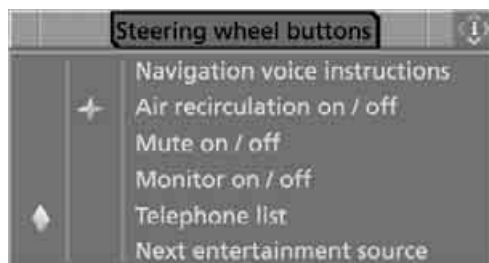 Steering wheel buttons
Navigation voice instructions
Air recirculation on / off
Mute on / off
Monitor on / off
Telephone list
Next entertainment source